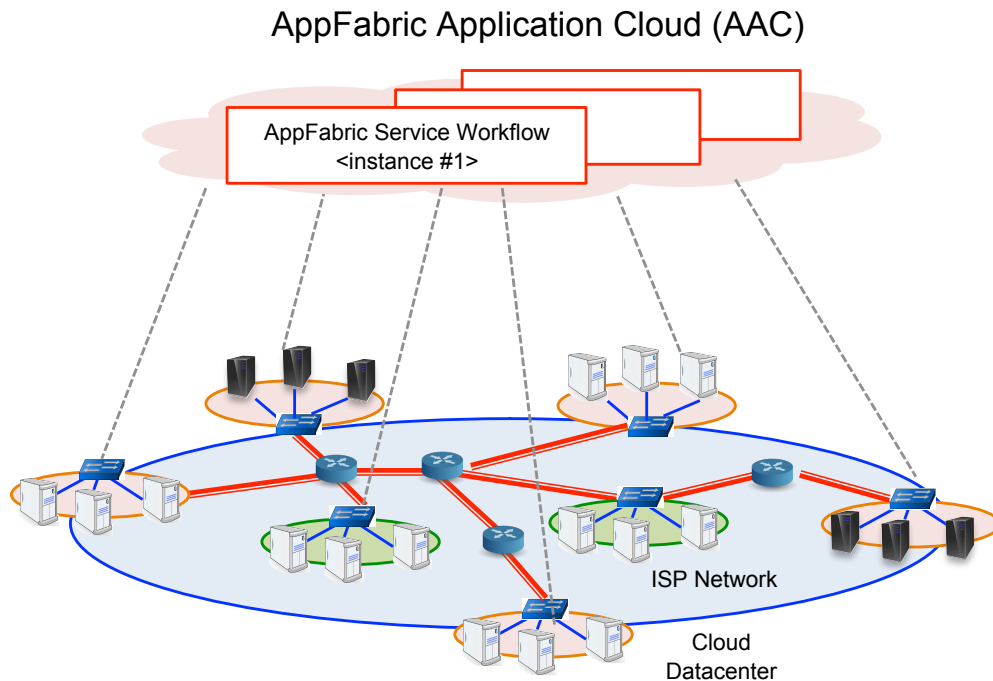 AppFabric Application Cloud (AAC)
AppFabric Service Workflow
<instance #1>
ISP Network
Cloud
Datacenter